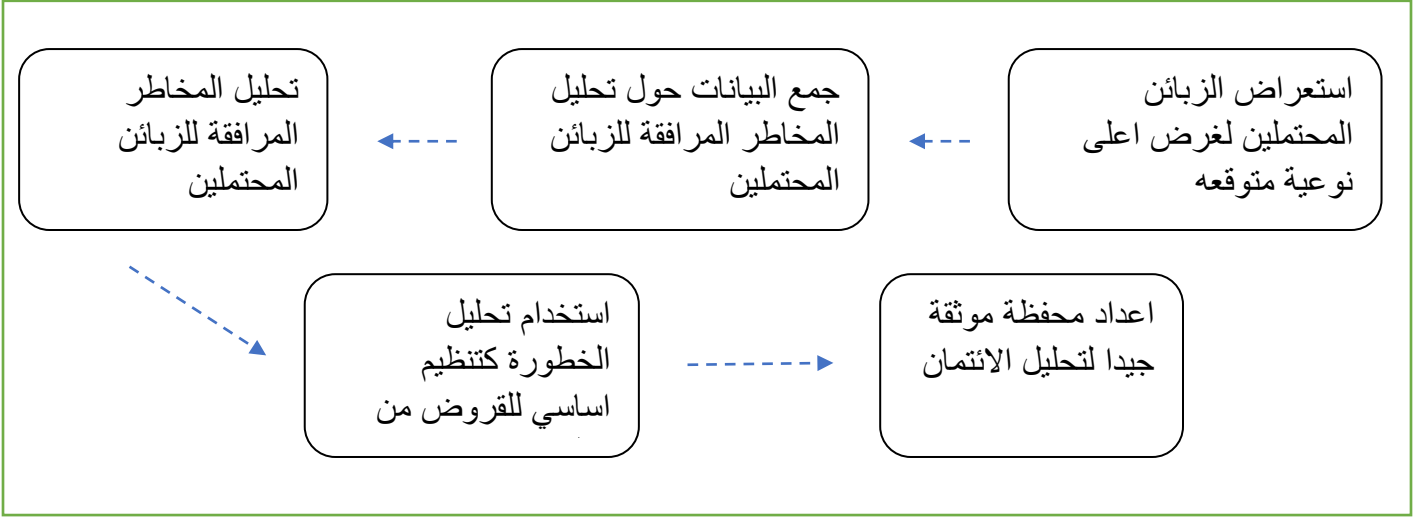 استعراض الزبائن
المحتملين لغرض اعلى
نوعية متوقعه
جمع البيانات حول تحليل
المخاطر المرافقة للزبائن
المحتملين
تحليل المخاطر
المرافقة للزبائن
المحتملين
استخدام تحليل
الخطورة كتنظيم
اساسي للقروض من
اعداد محفظة موثقة
جيدا لتحليل الائتمان